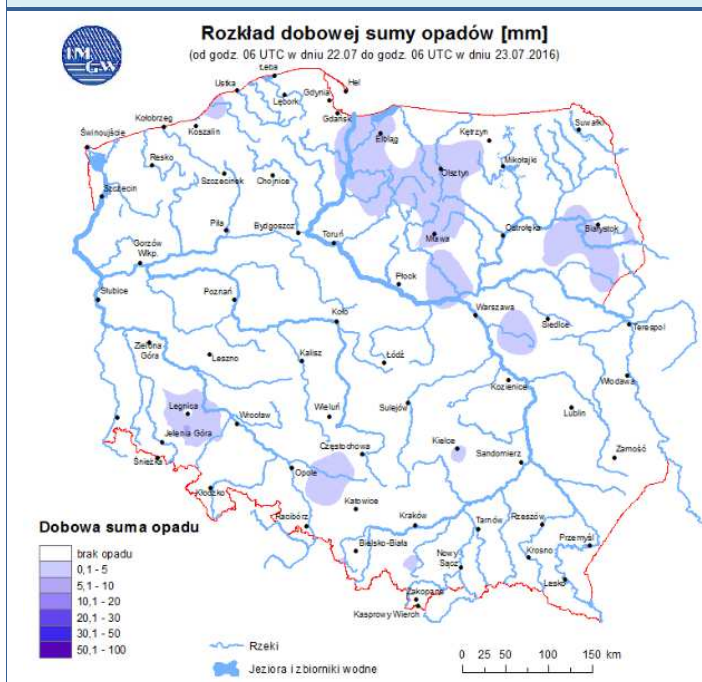 Rozkład dobowej sumy opadów [mm]
(od godz. 06 UTC w dniu 22.07 do godz. 06 UTC w dniu 23.07.2016)
IM
GW
Łeba
Ustka
Hel
Lębork
Gdynia
Gdańsk
Kołobrzeg
Koszalin
Suwałki
Elbląg
Kętrzyn
Świnoujście
Resko
Mikołajki
Olsztyn
Szczecinek
Chojnice
Szczecin
Piła
Bydgoszcz
Toruń
Mława
Ostrołęka
Białystok
Gorzów
Wlkp.
Płock
Słubice
Poznań
Koło
Warszawa
Siedlce
Terespol
Zielona
Góra
Leszno
Kalisz
Łódź
Kozienice
Włodawa
Legnica
Wrocław
Wieluń
Sulejów
Lublin
Jelenia Góra
Śnieżka
Częstochowa
Kielce
Sandomierz
Zamość
Opole
Kłodzko
Katowice
Racibórz
Kraków
Tarnów
Rzeszów
Przemyśl
Bielsko-Biała
Nowy
Sącz
Krosno
Lesko
Zakopane
Kasprowy Wierch
Dobowa suma opadu
brak opadu
0,1 - 5
5,1 - 10
10,1 - 20
20,1 - 30
30,1 - 50
50,1 - 100
Rzeki
Jeziora i zbiorniki wodne
0 25 50 100 150 km